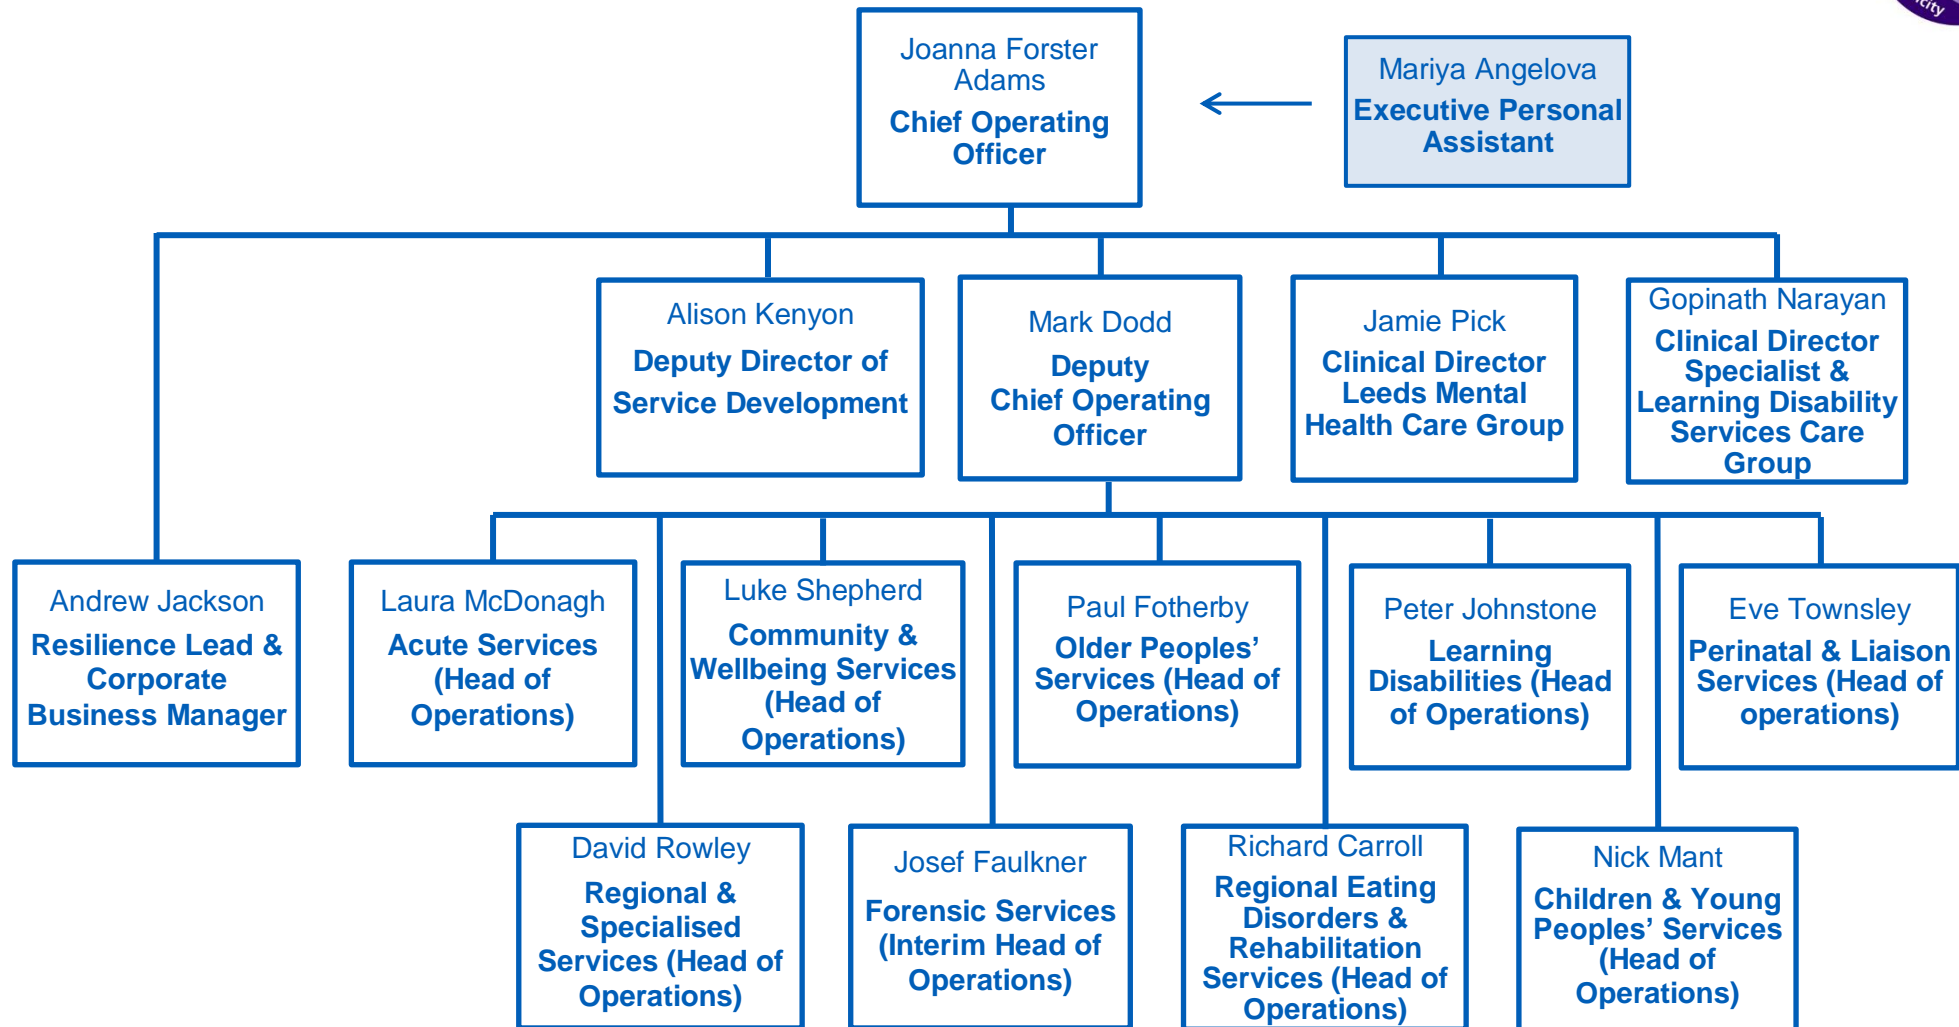 icity
Joanna Forster
Adams
Chief Operating
Officer
Mariya Angelova
Executive Personal
Assistant
Alison Kenyon
Deputy Director of
Service Development
Mark Dodd
Deputy
Chief Operating
Officer
Jamie Pick
Clinical Director
Leeds Mental
Health Care Group
Gopinath Narayan
Clinical Director
Specialist &
Learning Disability
Services Care
Group
Andrew Jackson
Resilience Lead &
Corporate
Business Manager
Laura McDonagh
Acute Services
(Head of
Operations)
Luke Shepherd
Community &
Wellbeing Services
(Head of
Operations)
Paul Fotherby
Older Peoples’
Services (Head of
Operations)
Peter Johnstone
Learning
Disabilities (Head
of Operations)
Eve Townsley
Perinatal & Liaison
Services (Head of
operations)
David Rowley
Regional &
Specialised
Services (Head of
Operations)
Josef Faulkner
Forensic Services
(Interim Head of
Operations)
Richard Carroll
Regional Eating
Disorders &
Rehabilitation
Services (Head of
Operations)
Nick Mant
Children & Young
Peoples’ Services
(Head of
Operations)